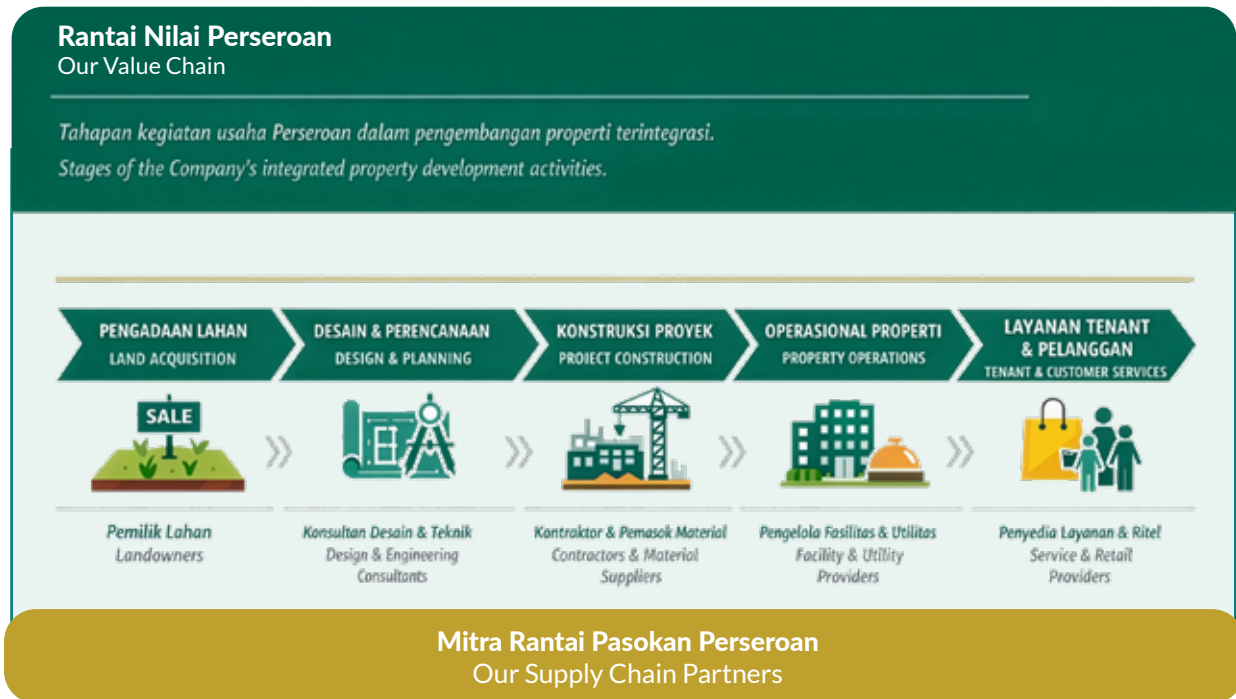 Rantai Nilai Perseroan
Our Value Chain
Tahapan kegiatan usaha Perseroan dalam pengembangan properti terintegrasi.
Stages of the Company's integrated property development activities.
PENGADAAN LAHAN
LAND ACQUISITION
DESAIN & PERENCANAAN
DESIGN & PLANNING
KONSTRUKSI PROYEK
PROIECT CONSTRUCTION
OPERASIONAL PROPERTI
PROPERTY OPERATIONS
LAYANAN TENANT
& PELANGGAN
TENANT & CUSTOMER SERVICES
SALE
Pemilik Lahan
Landowners
Konsultan Desain & Teknik
Design & Engineering
Consultants
Kontraktor & Pemasok Material
Contractors & Material
Suppliers
Pengelola Fasilitas & Utilitas
Facility & Utility
Providers
Penyedia Layanan & Ritel
Service & Retail
Providers
Mitra Rantai Pasokan Perseroan
Our Supply Chain Partners